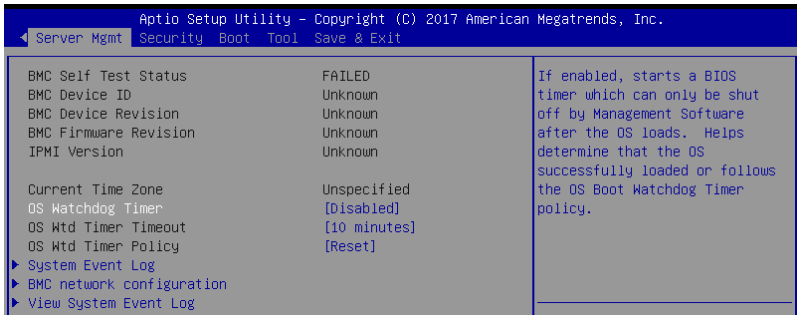 Aptio Setup Utility – Copyright (C) 2017 American Megatrends, Inc.
Server Mgmt Security Boot Tool Save & Exit
BMC Self Test Status FAILED
BMC Device ID Unknown
BMC Device Revision Unknown
BMC Firmware Revision Unknown
IPMI Version Unknown
Current Time Zone Unspecified
OS Watchdog Timer [Disabled]
OS Wtd Timer Timeout [10 minutes]
OS Wtd Timer Policy [Reset]
System Event Log
BMC network configuration
View System Event Log
If enabled, starts a BIOS
timer which can only be shut
off by Management Software
after the OS loads. Helps
determine that the OS
successfully loaded or follows
the OS Boot Watchdog Timer
policy.